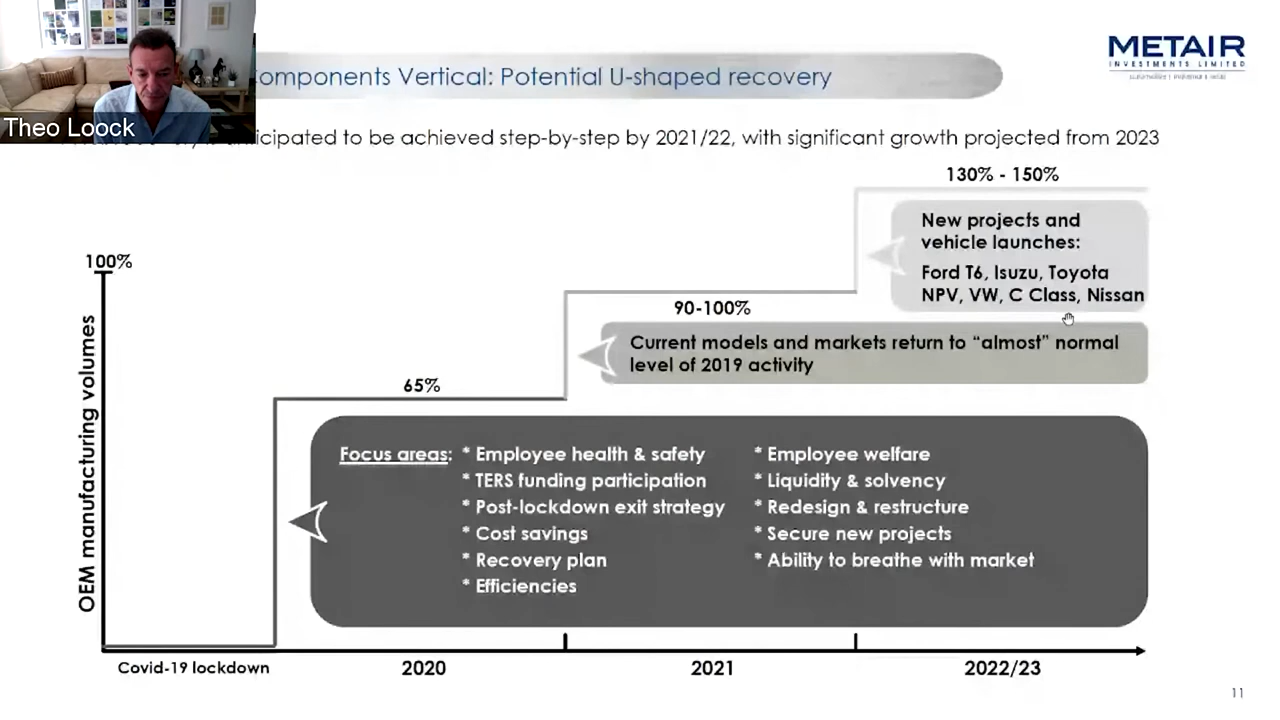 METAIR
INVESTMENTS LIMITED
omponents Vertical: Potential U-shaped recovery
Theo Loock
icipated to be achieved step-by-step by 2021/22, with significant growth projected from 2023
130% - 150%
New projects and
vehicle launches:
Ford T6, Isuzu, Toyota
NPV, VW, C Class, Nissan
100%
90-100%
Current models and markets return to “almost” normal
level of 2019 activity
65%
OEM manufacturing volumes
Focus areas: * Employee health & safety
* TERS funding participation
* Post-lockdown exit strategy
* Cost savings
* Recovery plan
* Efficiencies
* Employee welfare
* Liquidity & solvency
* Redesign & restructure
* Secure new projects
* Ability to breathe with market
Covid-19 lockdown
2020
2021
2022/23
11